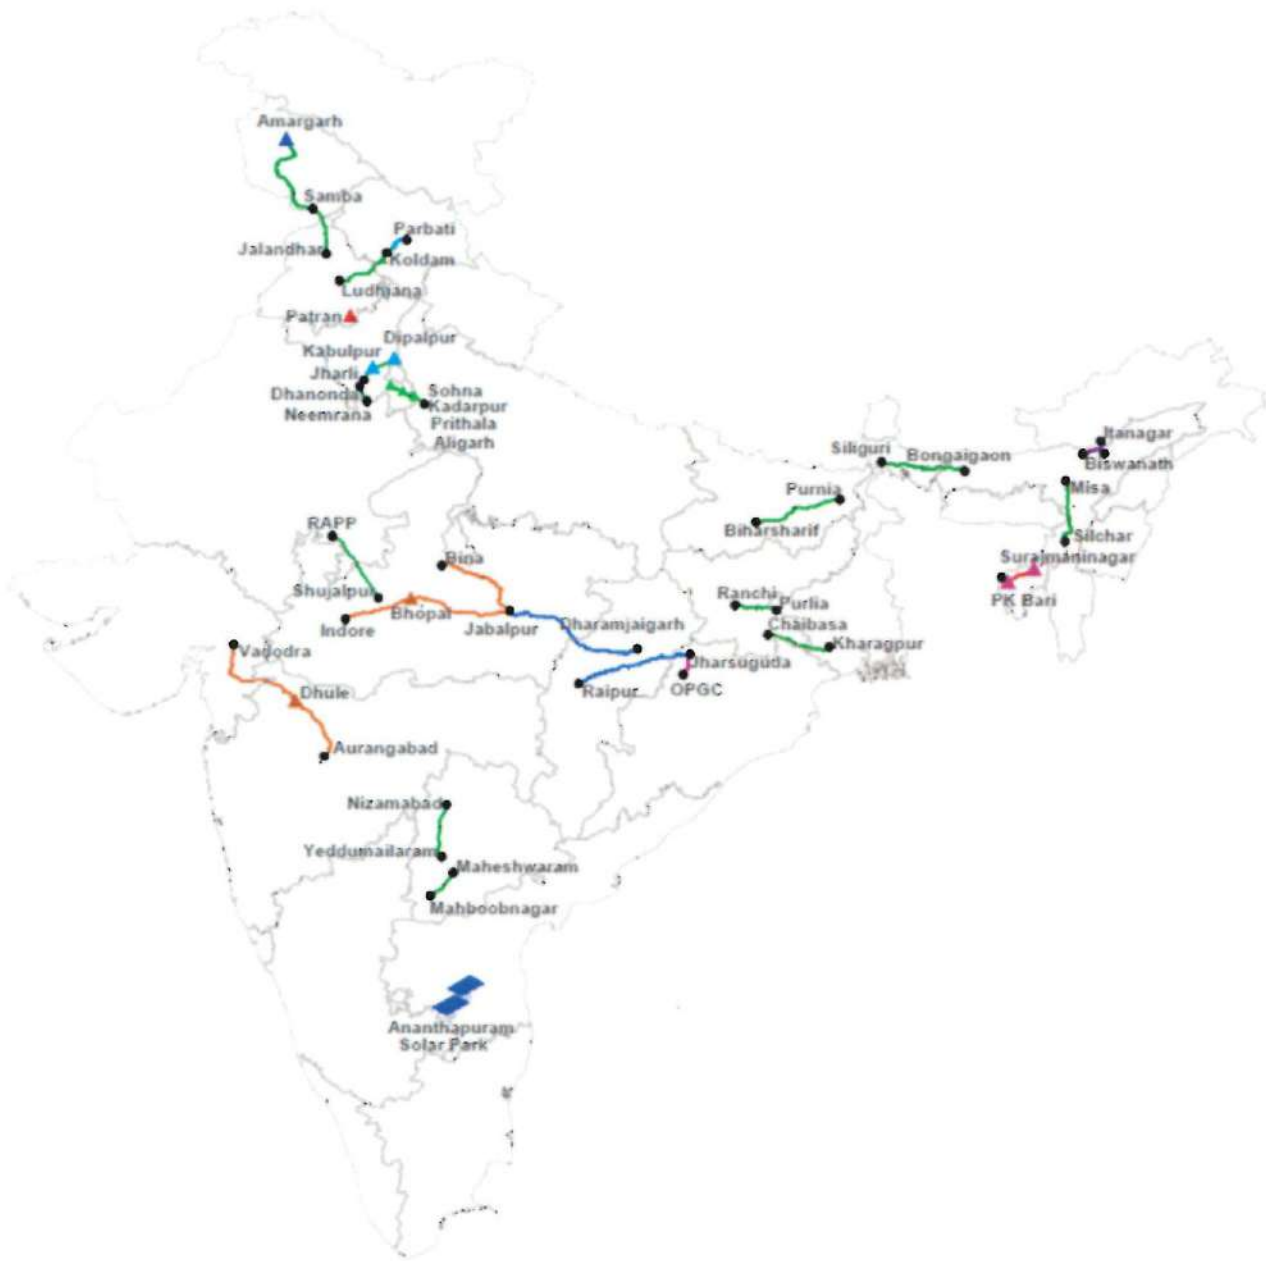 Amargarh
Samba
Parbati
Jalandhar
Koldam
Ludhiana
Patran
Dipalpur
Kabulpur
Jharli
Dhanonda
Sohna
Neemrana
Kadarpur
Prithala
Aligarh
Itanagar
Siliguri
Bongaigaon
Biswanath
Purnia
Misa
RAPP
Biharsharif
Silchar
Bina
Surajmaninagar
Shujalpur
Ranchi
PK Bari
Bhopal
Purlia
Indore
Jabalpur
Dharamjaigarh
Chaibasa
Kharagpur
Vadodra
Jharsuguda
Dhule
Raipur
OPGC
Aurangabad
Nizamabad
Yeddumailaram
Maheshwaram
Mahboobnagar
Ananthapuram
Solar Park